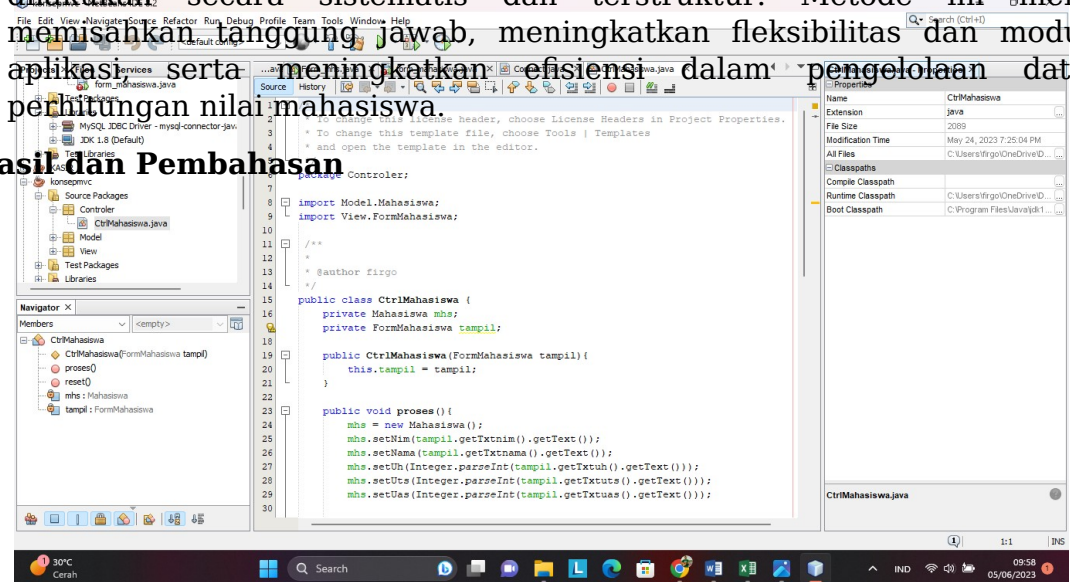 secara sistematis dan terstruktur. Metode ini
File Edit View Navigate Source Refactor Run Debug Profile Team Tools Window Help
Search (Ctrl+I)
memisahkan tanggung jawab, meningkatkan fleksibilitas dan modu
<default config>
aplikasi, serta meningkatkan efisiensi dalam pengelolaan dat
Services
form_mahasiswa.java
Source History
Properties
Name CtrlMahasiswa
Test Packages
perhitungan nilai mahasiswa.
Extension java
Libraries
MySQL JDBC Driver - mysql-connector-jav
JDK 1.8 (Default)
Test Libraries
File Size 2089
Modification Time May 24, 2023 7:25:04 PM
All Files C:\Users\firgo\OneDrive\D...
asil dan Pembahasan
Classpaths
Compile Classpath
Runtime Classpath C:\Users\firgo\OneDrive\D...
Boot Classpath C:\Program Files\Java\jdk1...
konsepmvc
Source Packages
Controler
CtrlMahasiswa.java
Model
View
Test Packages
Libraries
Navigator
Members <empty>
CtrlMahasiswa
CtrlMahasiswa(FormMahasiswa tampil)
proses()
reset()
mhs : Mahasiswa
tampil : FormMahasiswa
1
2 * To change this license header, choose License Headers in Project Properties.
3 * To change this template file, choose Tools | Templates
4 * and open the template in the editor.
5
6 package Controler;
7
8 import Model.Mahasiswa;
9 import View.FormMahasiswa;
10
11 /**
12 *
13 * @author firgo
14 */
15 public class CtrlMahasiswa {
16 private Mahasiswa mhs;
private FormMahasiswa tampil;
18
19 public CtrlMahasiswa(FormMahasiswa tampil){
20 this.tampil = tampil;
21 }
22
23 public void proses(){
24 mhs = new Mahasiswa();
25 mhs.setNim(tampil.getTxtnim().getText());
26 mhs.setNama(tampil.getTxtnama().getText());
27 mhs.setUh(Integer.parseInt(tampil.getTxtuh().getText()));
28 mhs.setUts(Integer.parseInt(tampil.getTxtuts().getText()));
29 mhs.setUas(Integer.parseInt(tampil.getTxtuas().getText()));
30
CtrlMahasiswa.java
1:1 INS
30°C
Cerah
Search
IND
09:58
05/06/2023